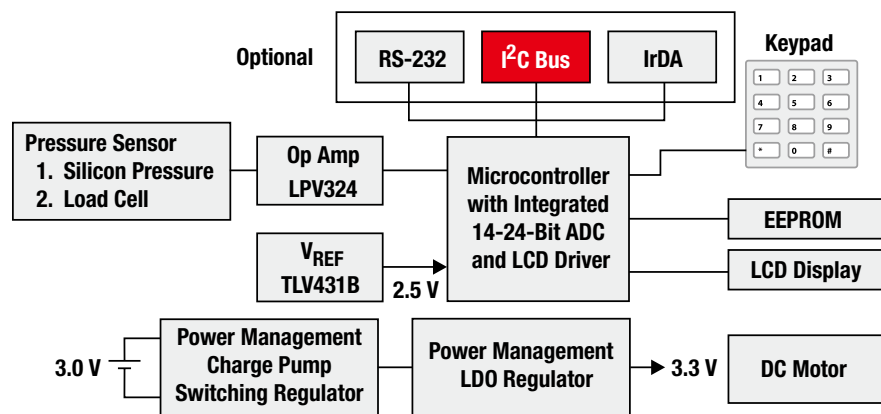 Optional
RS-232
I²C Bus
IrDA
Keypad
1 2 3
4 5 6
7 8 9
* 0 #
Pressure Sensor
1. Silicon Pressure
2. Load Cell
Op Amp
LPV324
Microcontroller
with Integrated
14-24-Bit ADC
and LCD Driver
VREF
TLV431B
2.5 V
EEPROM
LCD Display
3.0 V
Power Management
Charge Pump
Switching Regulator
Power Management
LDO Regulator
3.3 V
DC Motor